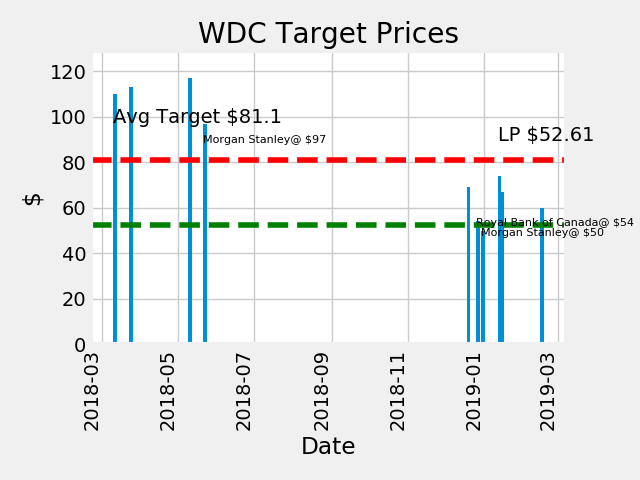 WDC Target Prices
120
100
80
60
40
20
0
$
Avg Target $81.1
Morgan Stanley@ $97
LP $52.61
Royal Bank of Canada@ $54
Morgan Stanley@ $50
2018-03
2018-05
2018-07
2018-09
2018-11
2019-01
2019-03
Date